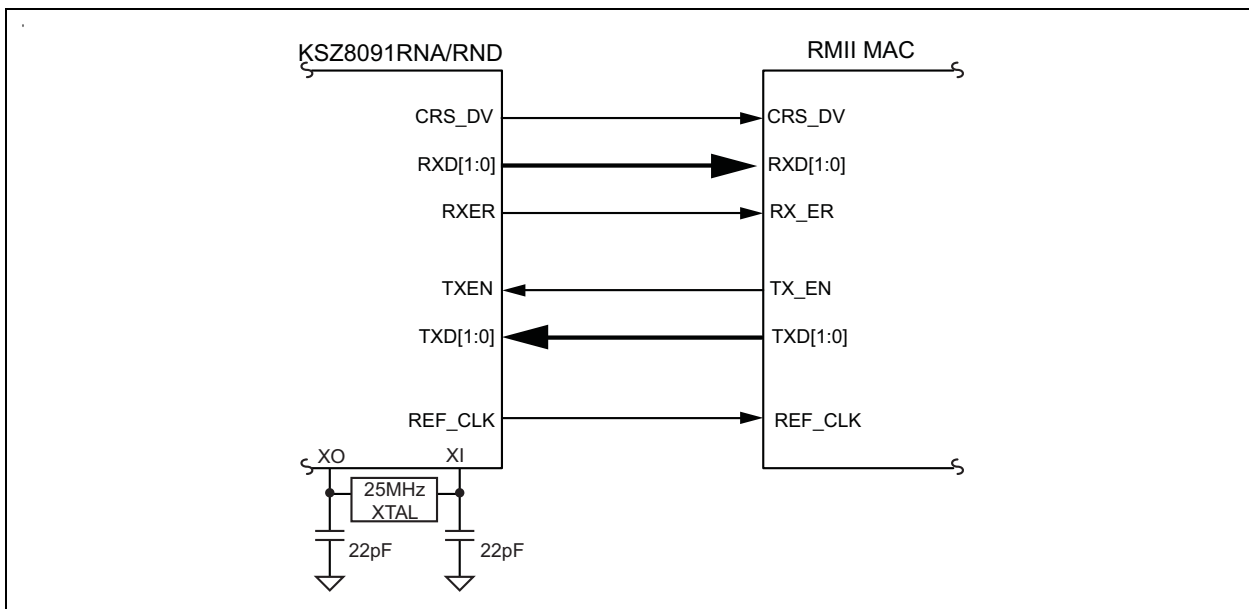 KSZ8091RNA/RND
RMII MAC
CRS_DV
CRS_DV
RXD[1:0]
RXD[1:0]
RXER
RX_ER
TXEN
TX_EN
TXD[1:0]
TXD[1:0]
REF_CLK
REF_CLK
XO
XI
25MHz
XTAL
22pF
22pF